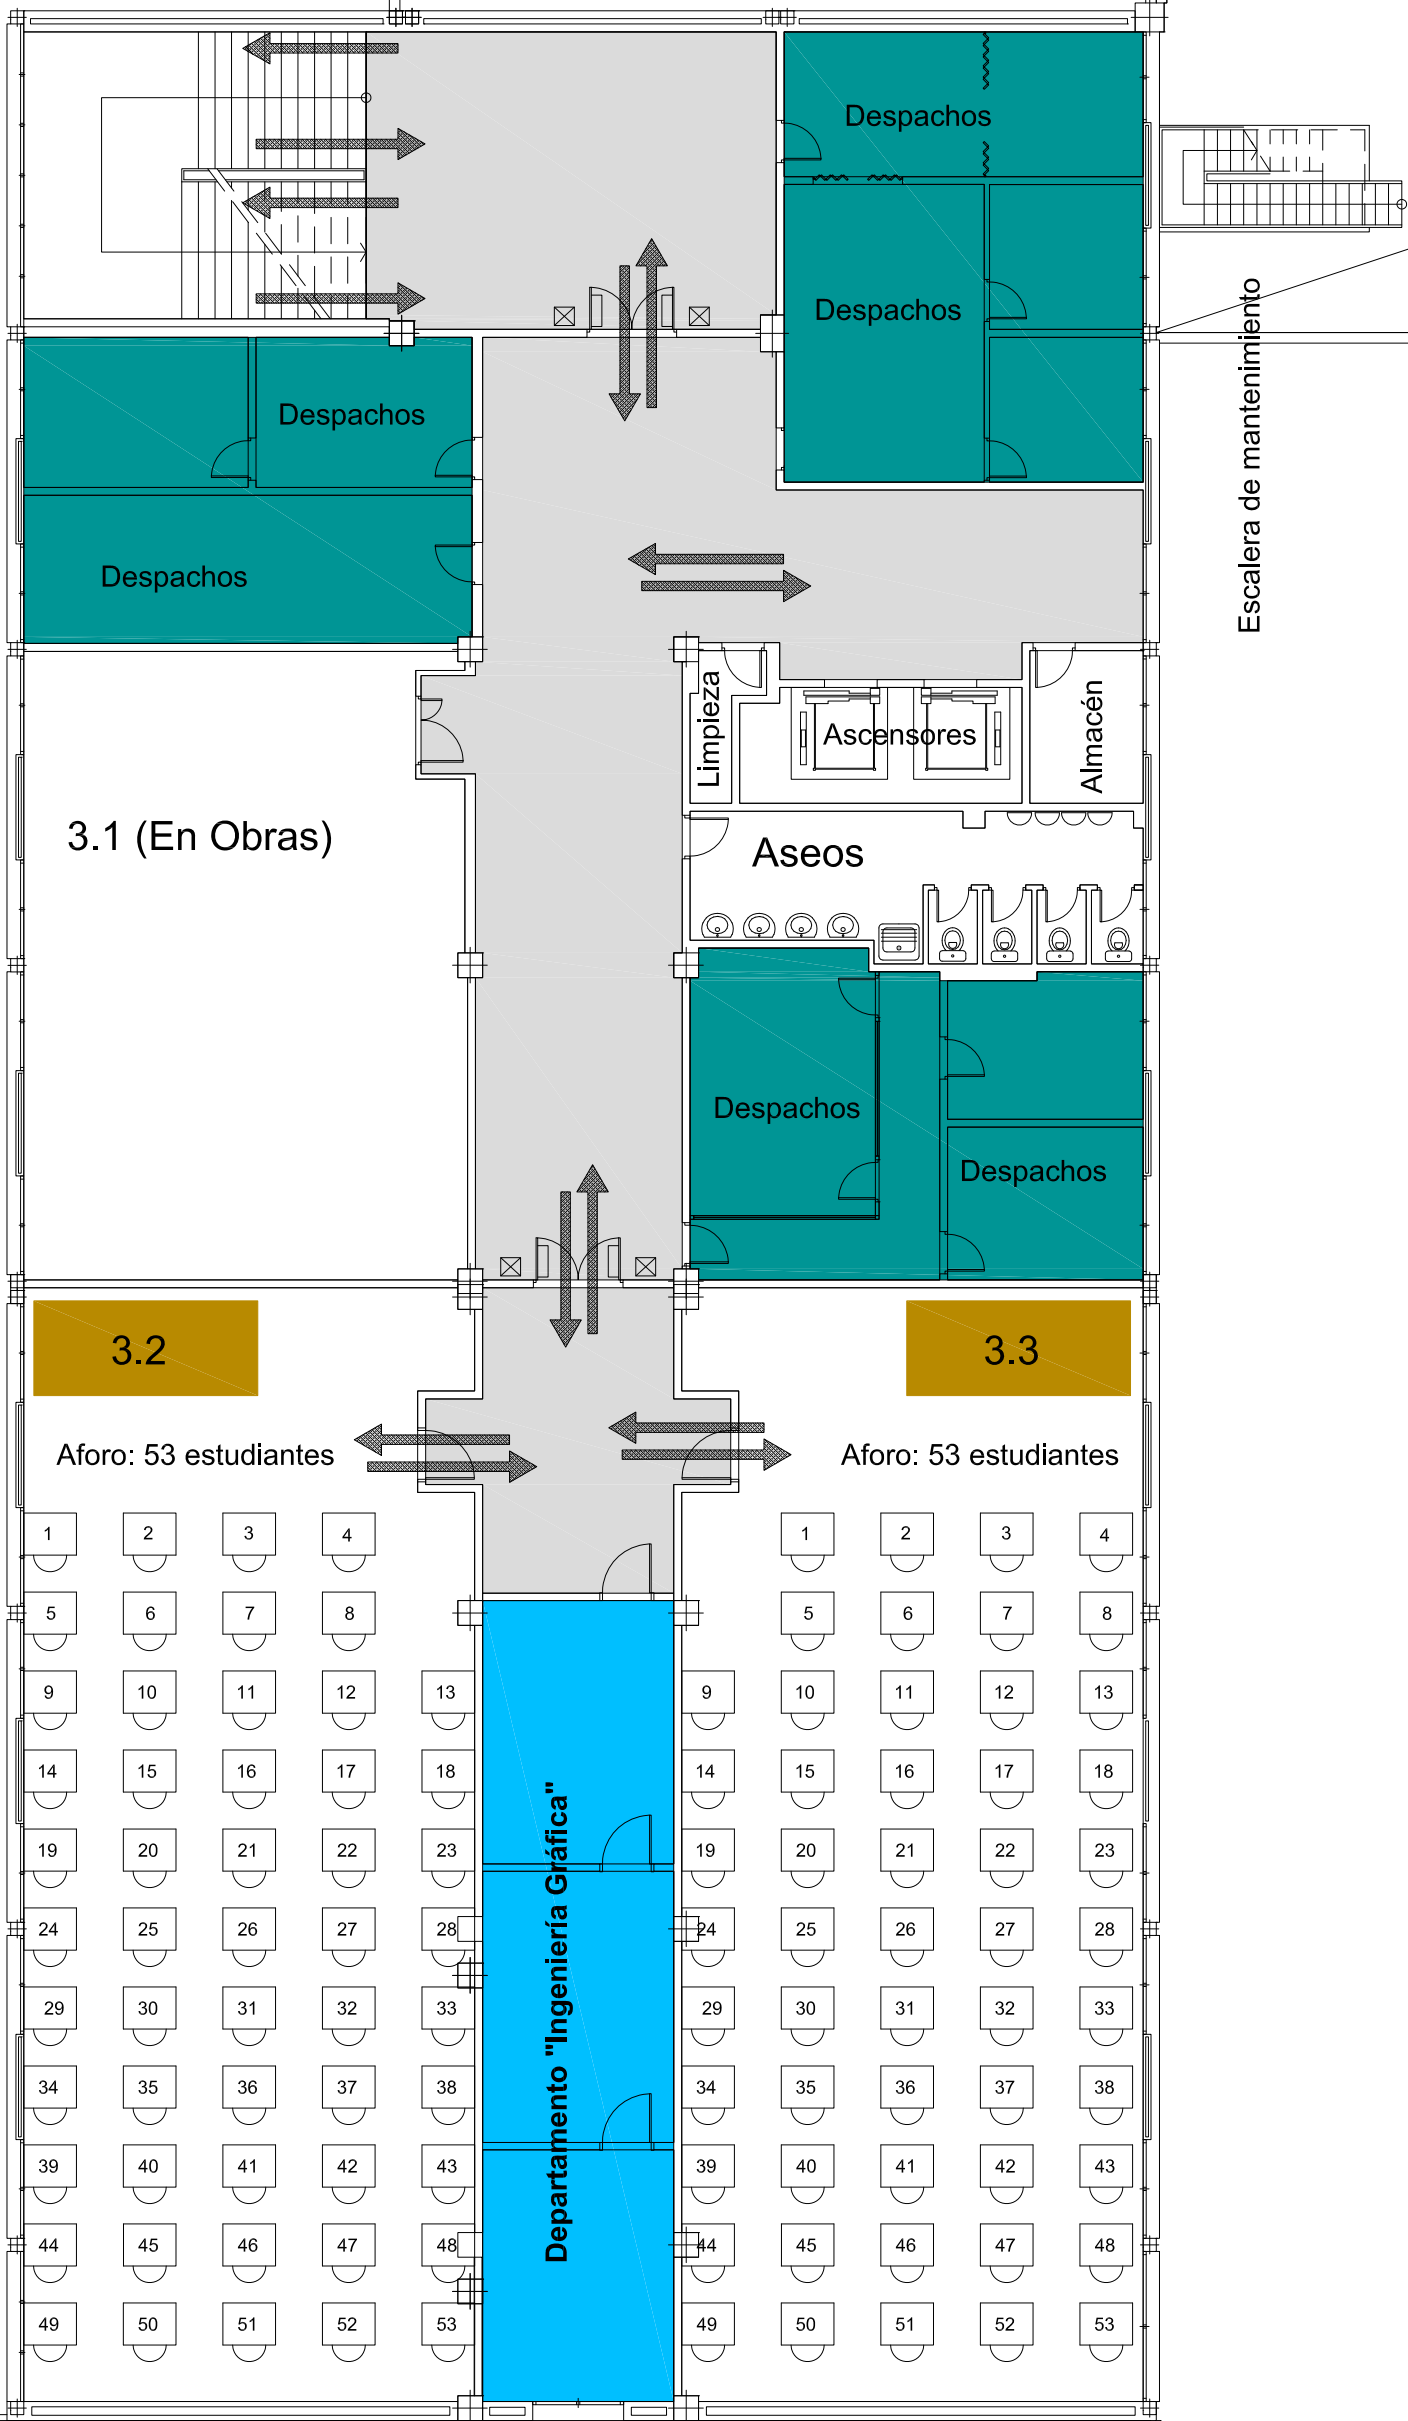 Despachos
Despachos
Despachos
Despachos
Escalera de mantenimiento
Limpieza
Ascensores
Almacén
3.1 (En Obras)
Aseos
Despachos
Despachos
3.2
3.3
Aforo: 53 estudiantes
Aforo: 53 estudiantes
1 2 3 4
1 2 3 4
5 6 7 8
5 6 7 8
9 10 11 12 13
9 10 11 12 13
14 15 16 17 18
14 15 16 17 18
19 20 21 22 23
19 20 21 22 23
24 25 26 27 28
24 25 26 27 28
29 30 31 32 33
29 30 31 32 33
34 35 36 37 38
34 35 36 37 38
39 40 41 42 43
39 40 41 42 43
44 45 46 47 48
44 45 46 47 48
49 50 51 52 53
49 50 51 52 53
Departamento "Ingeniería Gráfica"